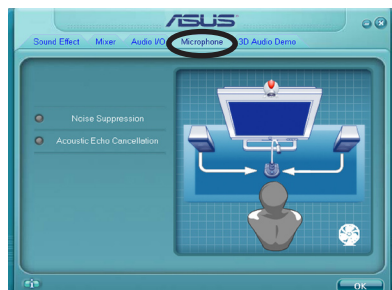 ASUS
Sound Effect Mixer Audio I/O Microphone 3D Audio Demo
Noise Suppression
Acoustic Echo Cancellation
OK